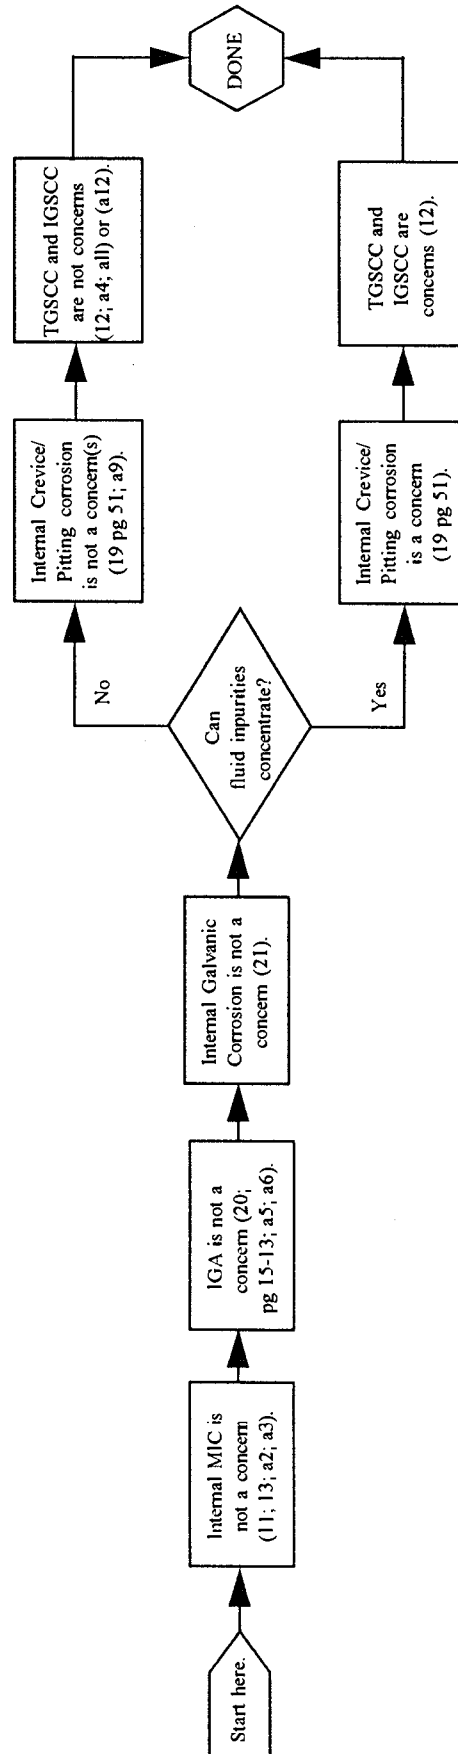 Start here.
Internal MIC is
not a concern
(11; 13; a2; a3).
IGA is not a
concern (20;
pg 15-13; a5; a6).
Internal Galvanic
Corrosion is not a
concern (21).
Can
fluid inpurities
concentrate?
No
Internal Crevice/
Pitting corrosion
is not a concern(s)
(19 pg 51; a9).
TGSCC and IGSCC
are not concerns
(12; a4; all) or (a12).
Yes
Internal Crevice/
Pitting corrosion
is a concern
(19 pg 51).
TGSCC and
IGSCC are
concerns (12).
DONE